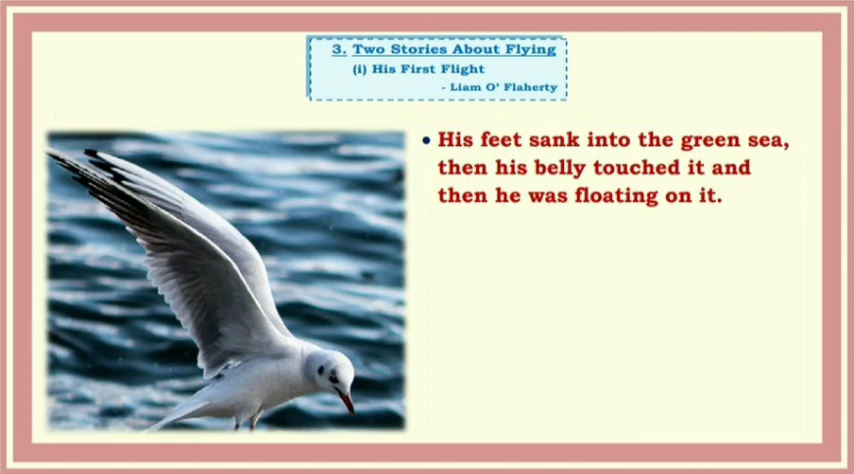 3. Two Stories About Flying
(i) His First Flight
- Liam O' Flaherty
• His feet sank into the green sea,
then his belly touched it and
then he was floating on it.